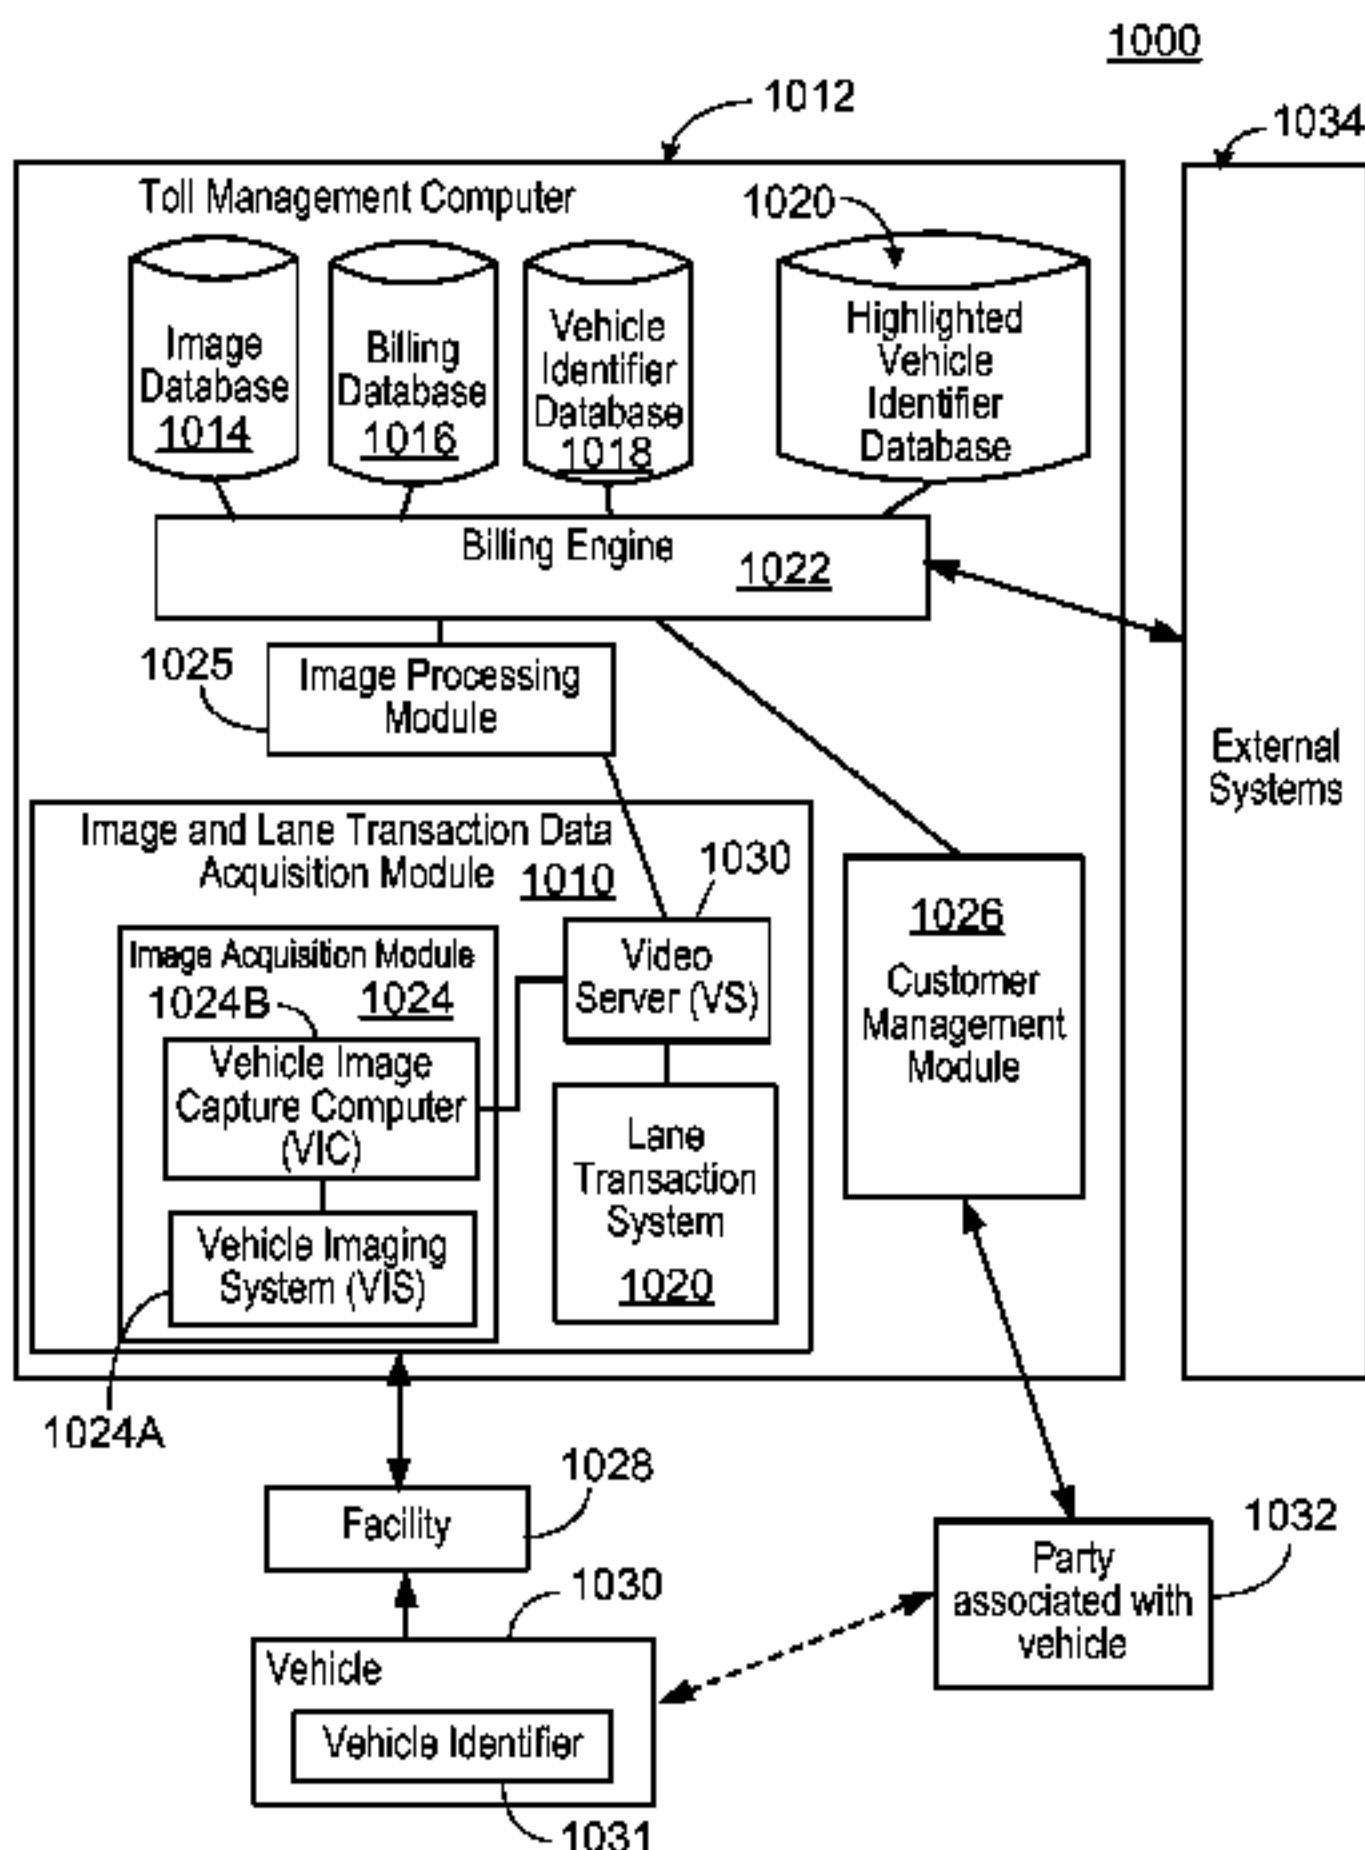 1000
1012
1034
Toll Management Computer
1020
Image
Database
1014
Billing
Database
1016
Vehicle
Identifier
Database
1018
Highlighted
Vehicle
Identifier
Database
Billing Engine
1022
1025
Image Processing
Module
External
Systems
Image and Lane Transaction Data
Acquisition Module 1010
1030
Image Acquisition Module
1024B
1024
Video
Server (VS)
1026
Customer
Management
Module
Vehicle Image
Capture Computer
(VIC)
Lane
Transaction
System
1020
Vehicle Imaging
System (VIS)
1024A
1028
Facility
1032
Party
associated with
vehicle
1030
Vehicle
Vehicle Identifier
1031